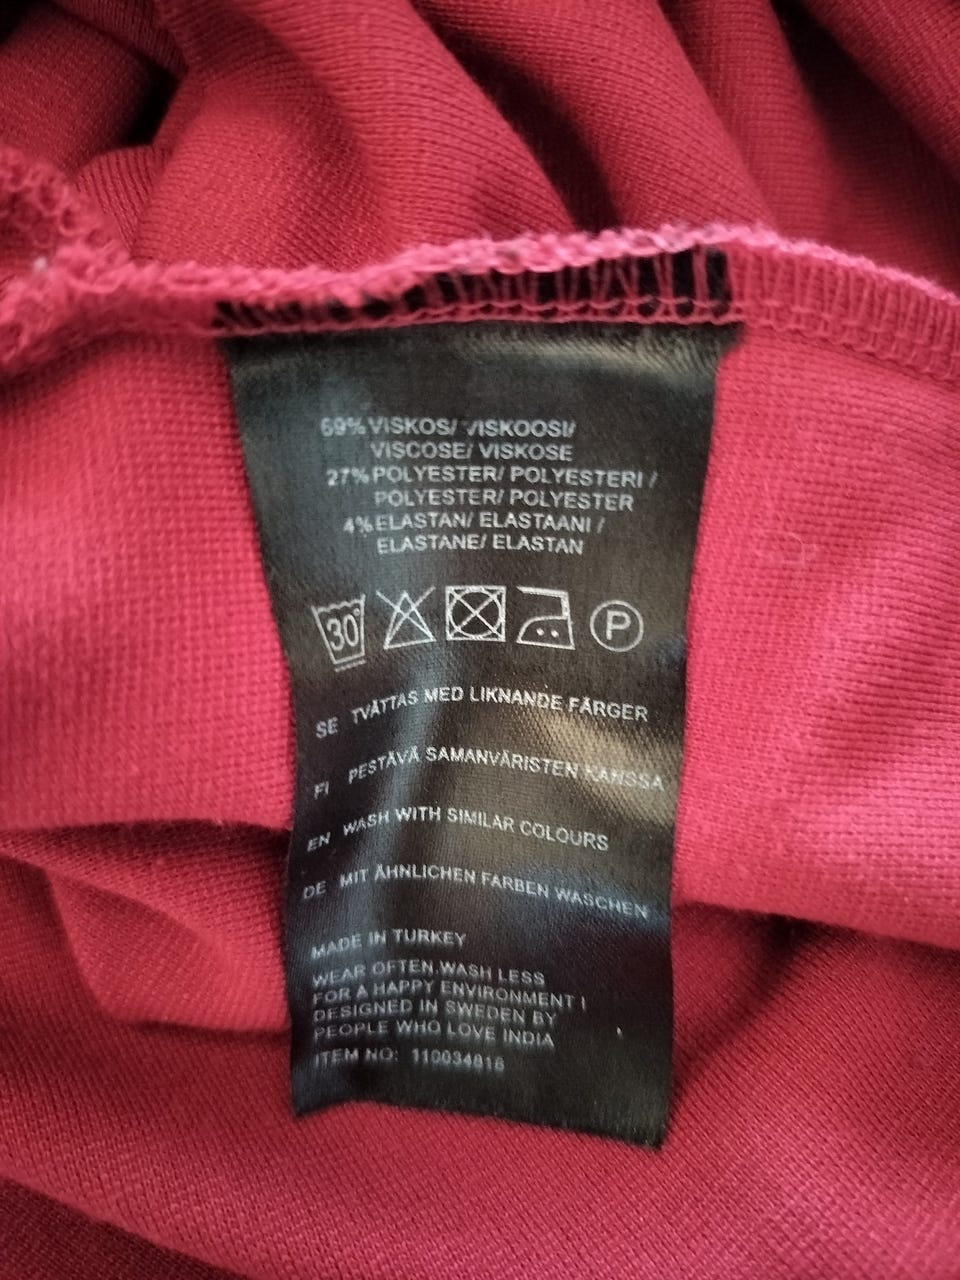 69% VISKOS/ VISKOOSI/
VISCOSE/ VISKOSE
27% POLYESTER/ POLYESTERI /
POLYESTER/ POLYESTER
4% ELASTAN/ ELASTAANI /
ELASTANE/ ELASTAN
30° P
SE TVÄTTAS MED LIKNANDE FÄRGER
FI PESTÄVÄ SAMANVÄRISTEN KANSSA
EN WASH WITH SIMILAR COLOURS
DE MIT ÄHNLICHEN FARBEN WASCHEN
MADE IN TURKEY
WEAR OFTEN WASH LESS
FOR A HAPPY ENVIRONMENT !
DESIGNED IN SWEDEN BY
PEOPLE WHO LOVE INDIA
ITEM NO: 110034816